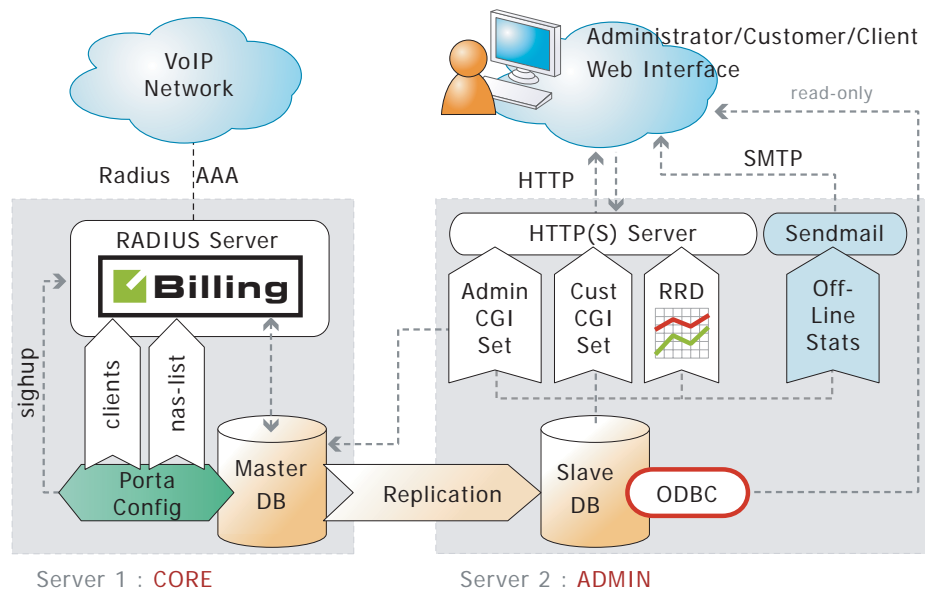 VoIP
Network
Administrator/Customer/Client
Web Interface
read-only
Radius AAA
HTTP
SMTP
RADIUS Server
Billing
HTTP(S) Server
Sendmail
Admin
CGI
Set
Cust
CGI
Set
RRD
Off-
Line
Stats
sighup
clients
nas-list
Porta
Config
Master
DB
Replication
Slave
DB
ODBC
Server 1 : CORE
Server 2 : ADMIN